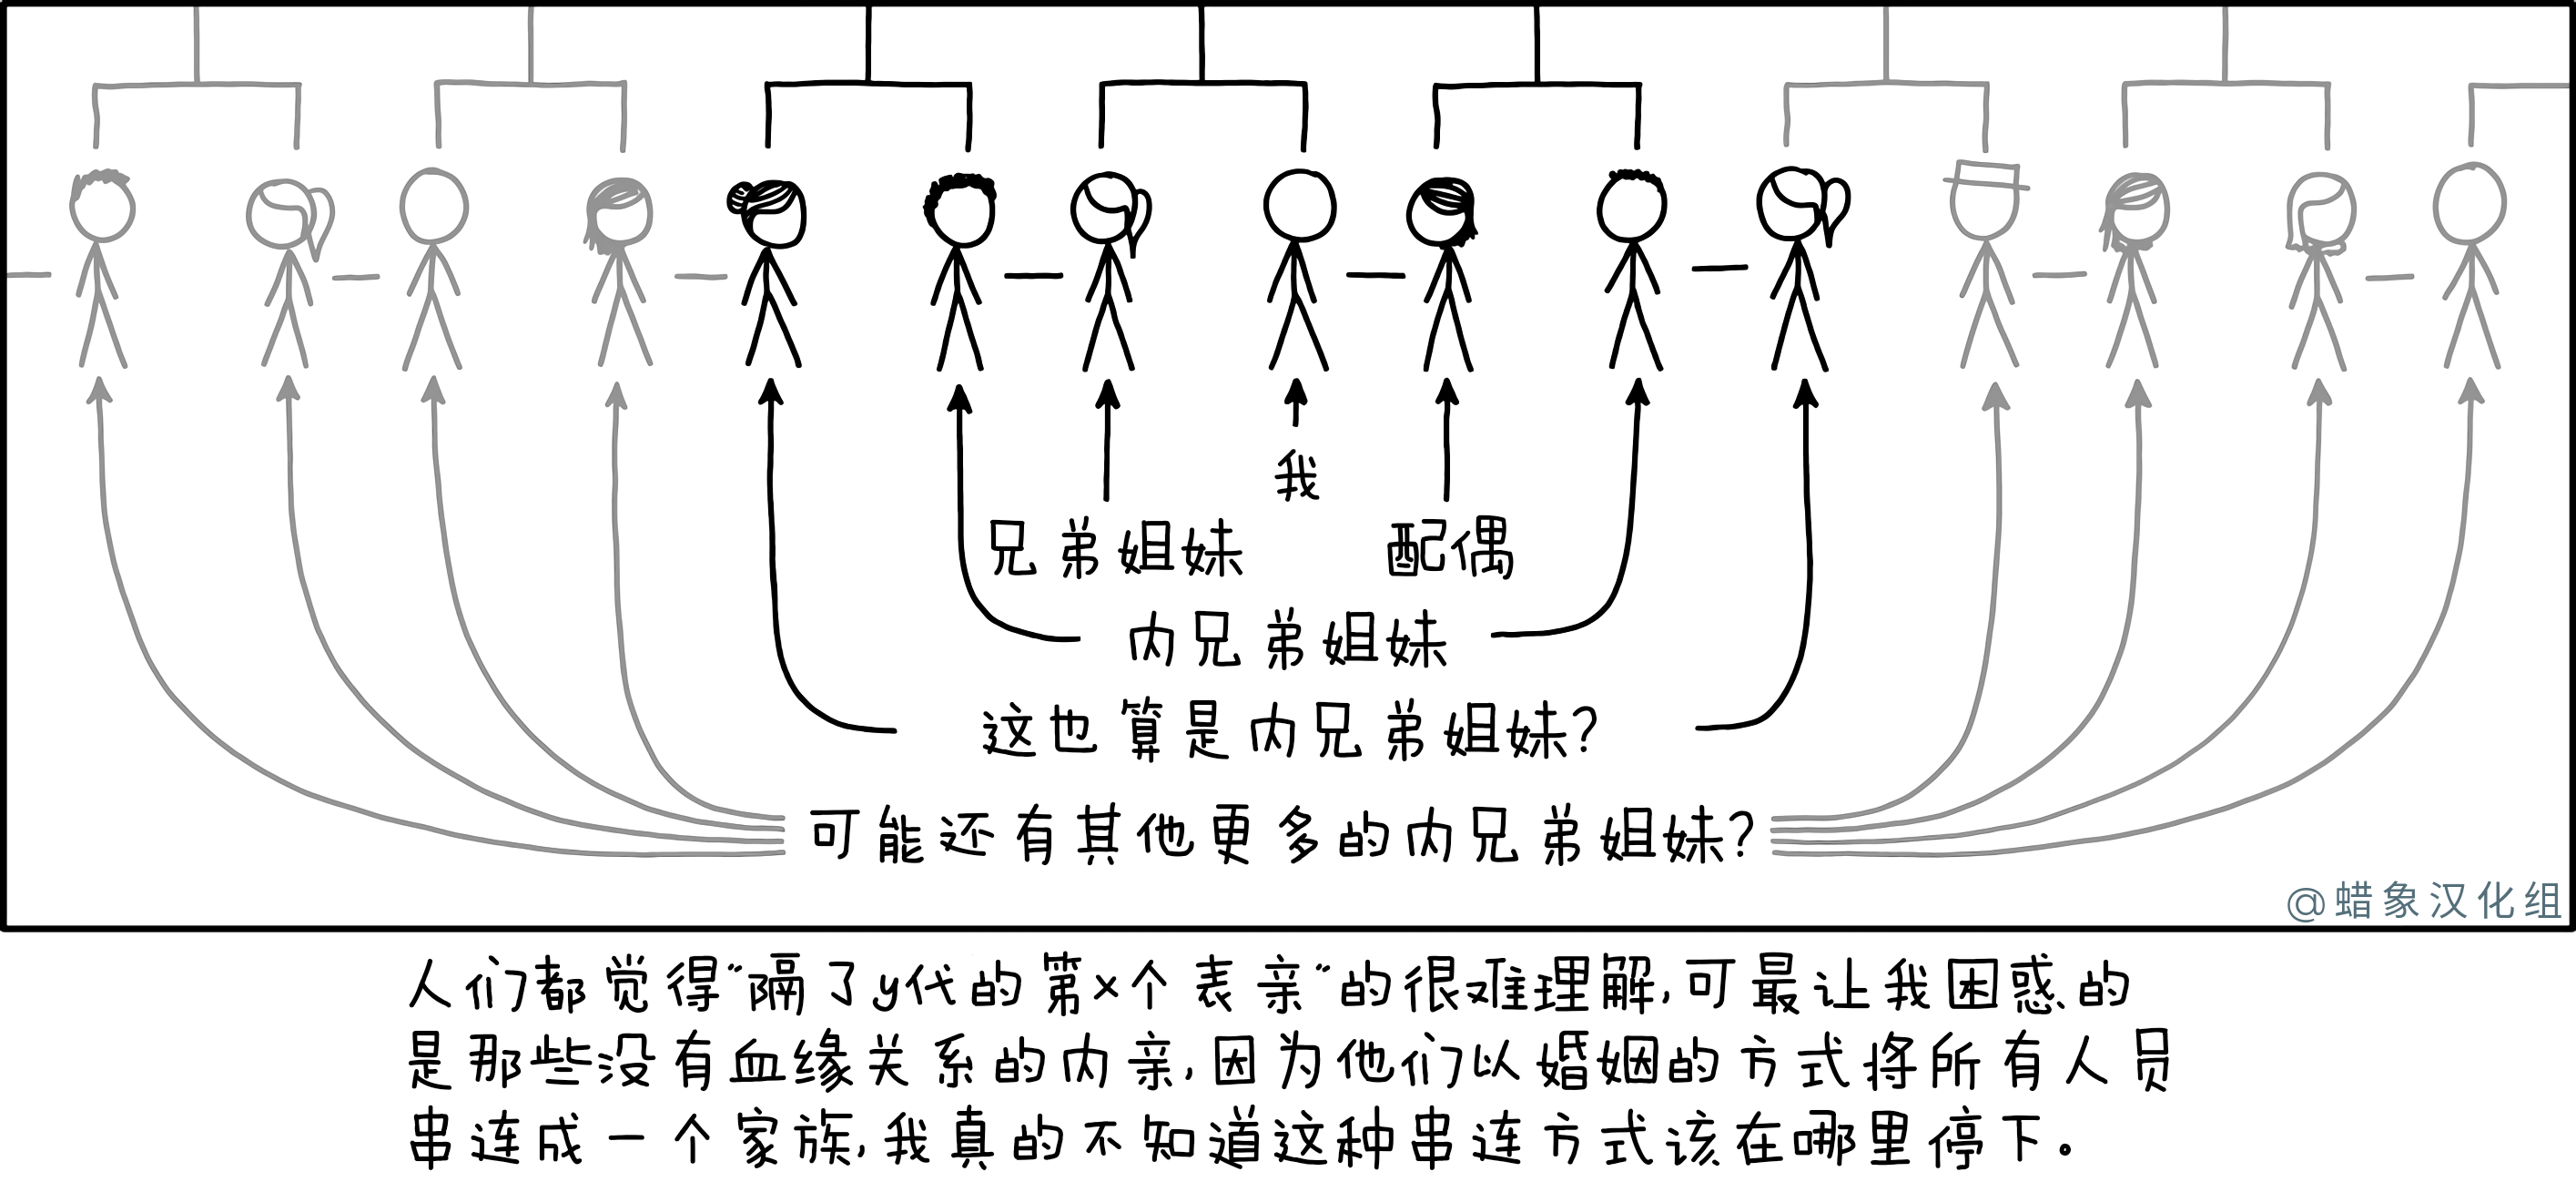 我
兄弟姐妹 配偶
内兄弟姐妹
这也算是内兄弟姐妹?
可能还有其他更多的内兄弟姐妹?
@蜡象汉化组
人们都觉得"隔了y代的第x个表亲"的很难理解,可最让我困惑的
是那些没有血缘关系的内亲,因为他们以婚姻的方式将所有人员
串连成一个家族,我真的不知道这种串连方式该在哪里停下。